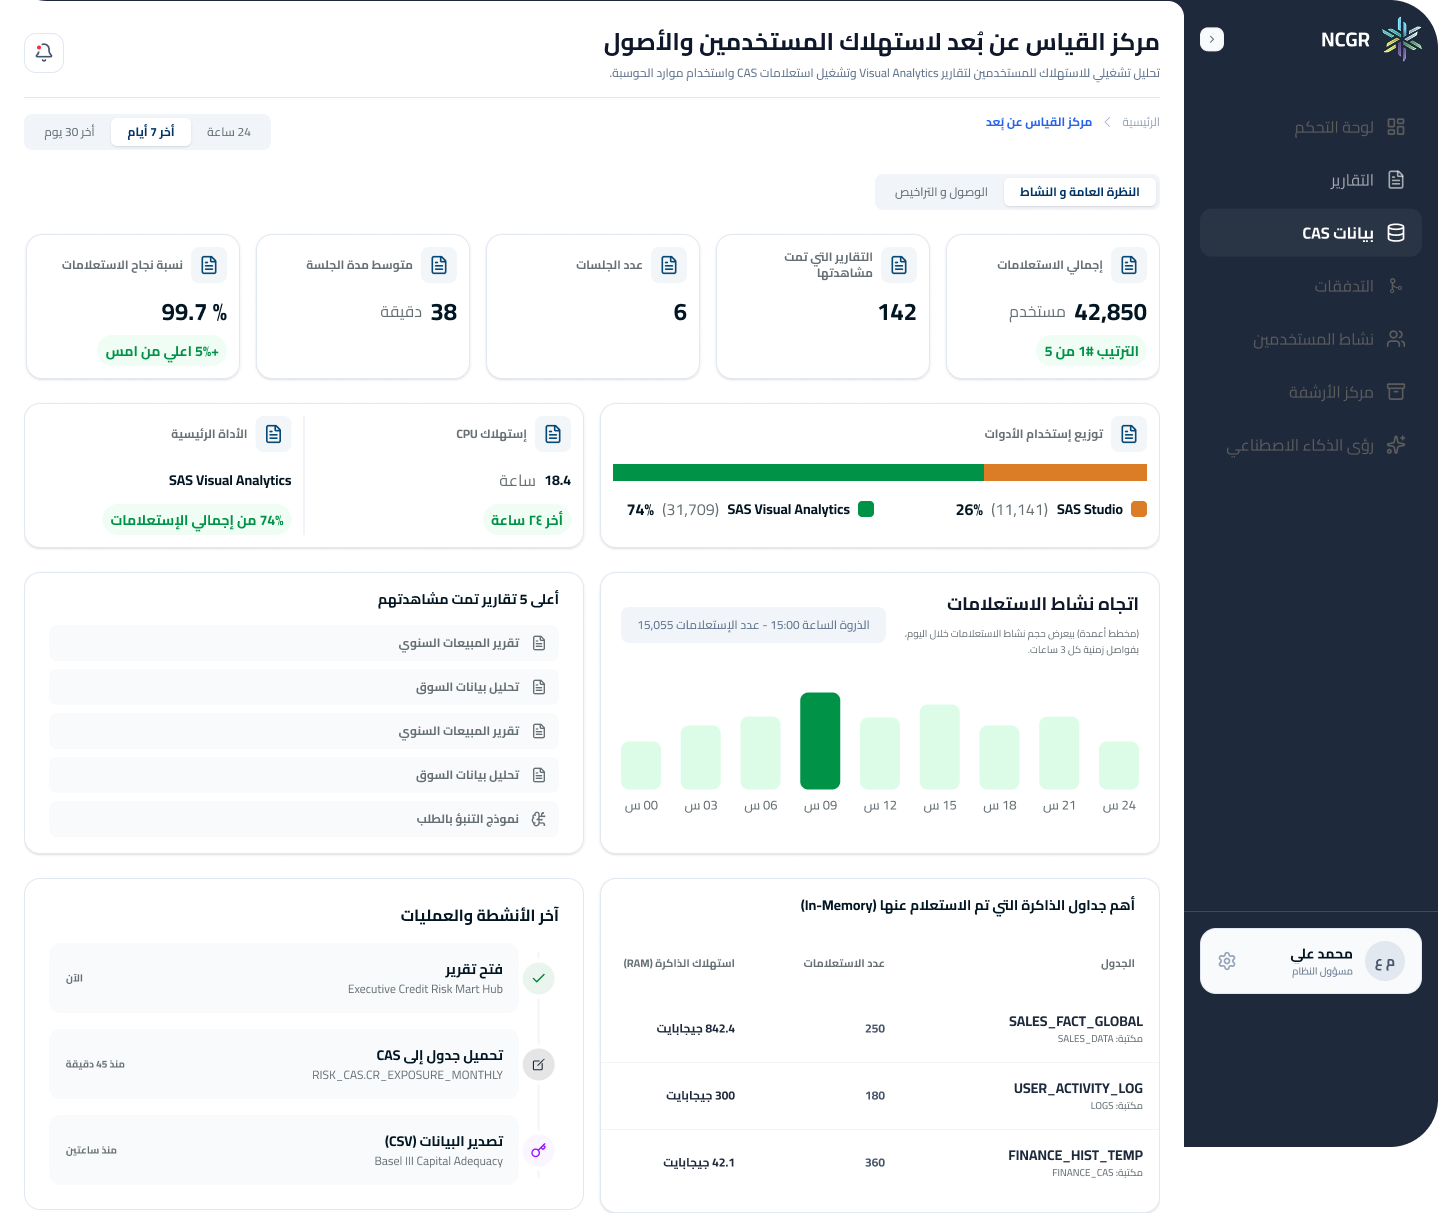 NCGR
لوحة التحكم
التقارير
بيانات CAS
التدفقات
نشاط المستخدمين
مركز الأرشفة
رؤى الذكاء الاصطناعي
م ع
محمد علي
مسؤول النظام
مركز القياس عن بُعد لاستهلاك المستخدمين والأصول
تحليل تشغيلي للاستهلاك للمستخدمين لتقارير Visual Analytics وتشغيل استعلامات CAS واستخدام موارد الحوسبة.
الرئيسية
مركز القياس عن بُعد
24 ساعة
أخر 7 أيام
أخر 30 يوم
النظرة العامة و النشاط
الوصول و التراخيص
إجمالي الاستعلامات
42,850 مستخدم
الترتيب #1 من 5
التقارير التي تمت
مشاهدتها
142
عدد الجلسات
6
متوسط مدة الجلسة
38 دقيقة
نسبة نجاح الاستعلامات
99.7 %
+5% اعلي من امس
توزيع إستخدام الأدوات
SAS Studio (11,141) 26%
SAS Visual Analytics (31,709) 74%
إستهلاك CPU
18.4 ساعة
أخر ٢٤ ساعة
الأداة الرئيسية
SAS Visual Analytics
74% من إجمالي الإستعلامات
اتجاه نشاط الاستعلامات
(مخطط أعمدة) بيعرض حجم نشاط الاستعلامات خلال اليوم،
بفواصل زمنية كل 3 ساعات.
الذروة الساعة 15:00 - عدد الإستعلامات 15,055
24 س
21 س
18 س
15 س
12 س
09 س
06 س
03 س
00 س
أعلى 5 تقارير تمت مشاهدتهم
تقرير المبيعات السنوي
تحليل بيانات السوق
تقرير المبيعات السنوي
تحليل بيانات السوق
نموذج التنبؤ بالطلب
أهم جداول الذاكرة التي تم الاستعلام عنها (In-Memory)
الجدول
عدد الاستعلامات
استهلاك الذاكرة (RAM)
SALES_FACT_GLOBAL
مكتبة: SALES_DATA
250
842.4 جيجابايت
USER_ACTIVITY_LOG
مكتبة: LOGS
180
300 جيجابايت
FINANCE_HIST_TEMP
مكتبة: FINANCE_CAS
360
42.1 جيجابايت
آخر الأنشطة والعمليات
فتح تقرير
Executive Credit Risk Mart Hub
الآن
تحميل جدول إلى CAS
RISK_CAS.CR_EXPOSURE_MONTHLY
منذ 45 دقيقة
تصدير البيانات (CSV)
Basel III Capital Adequacy
منذ ساعتين